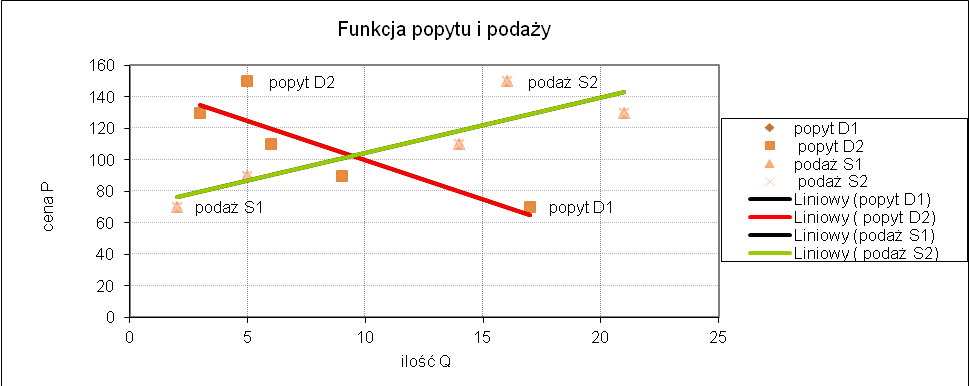 Funkcja popytu i podaży
160
140
120
100
80
60
40
20
0
cena P
popyt D2
podaż S2
podaż S1
popyt D1
0 5 10 15 20 25
ilość Q
popyt D1
popyt D2
podaż S1
podaż S2
Liniowy (popyt D1)
Liniowy ( popyt D2)
Liniowy (podaż S1)
Liniowy ( podaż S2)